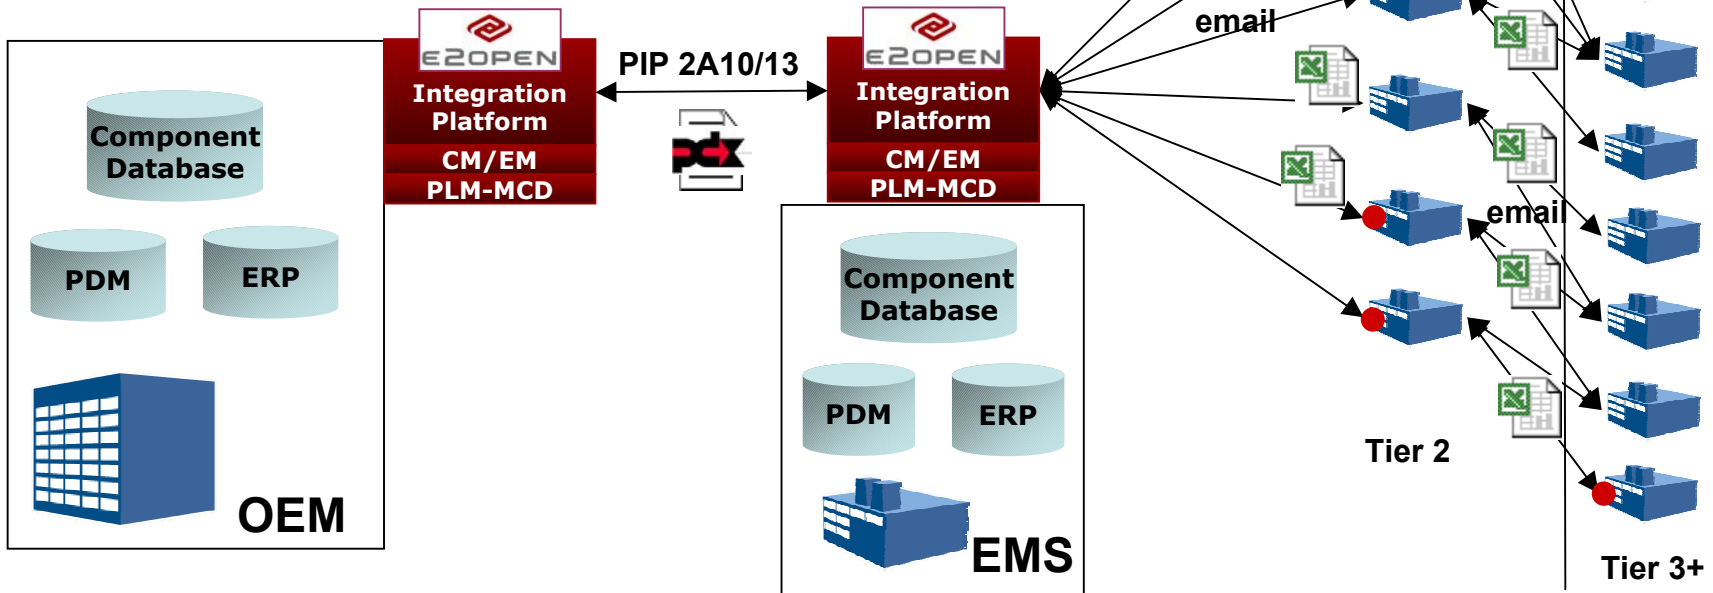 E2OPEN
Integration
Platform
CM/EM
PLM-MCD
PIP 2A10/13
pdx
E2OPEN
Integration
Platform
CM/EM
PLM-MCD
email
email
Component
Database
PDM
ERP
OEM
Component
Database
PDM
ERP
EMS
Tier 2
Tier 3+